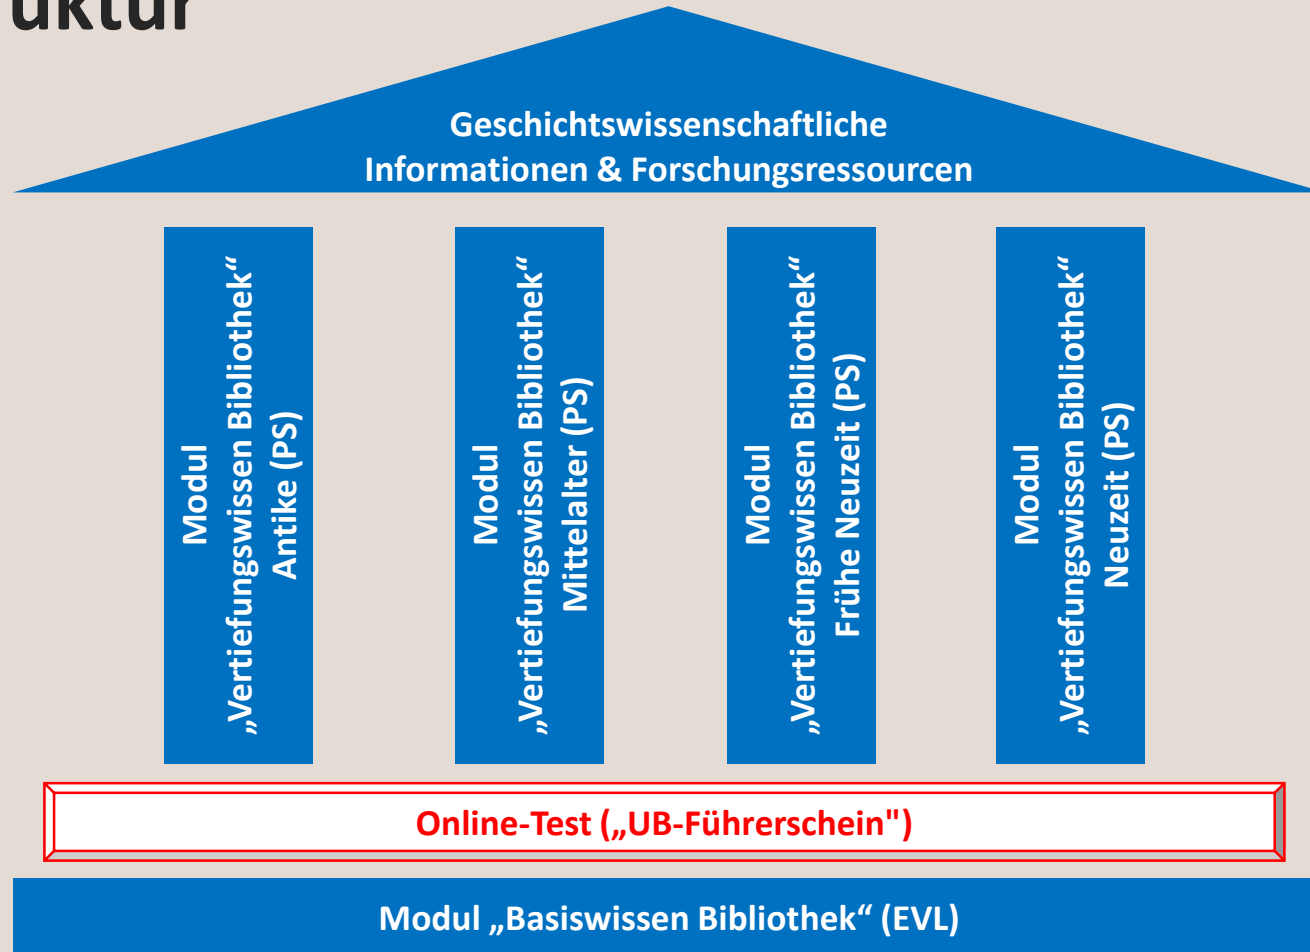 uktur
Geschichtswissenschaftliche
Informationen & Forschungsressourcen
Modul
„Vertiefungswissen Bibliothek“
Antike (PS)
Modul
„Vertiefungswissen Bibliothek“
Mittelalter (PS)
Modul
„Vertiefungswissen Bibliothek“
Frühe Neuzeit (PS)
Modul
„Vertiefungswissen Bibliothek“
Neuzeit (PS)
Online-Test („UB-Führerschein")
Modul „Basiswissen Bibliothek“ (EVL)